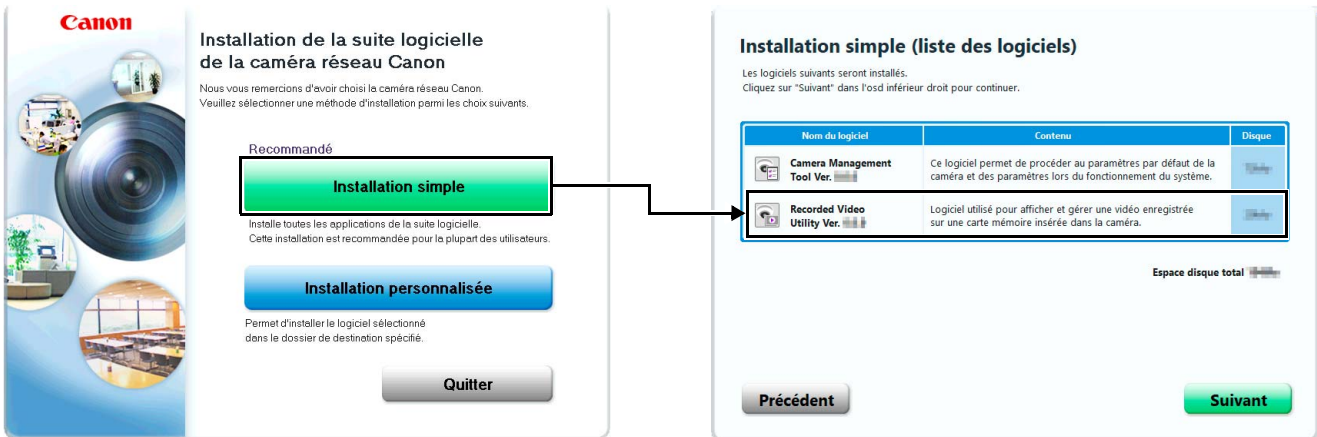 Canon
Installation de la suite logicielle
de la caméra réseau Canon
Nous vous remercions d'avoir choisi la caméra réseau Canon.
Veuillez sélectionner une méthode d'installation parmi les choix suivants.
Recommandé
Installation simple
Installe toutes les applications de la suite logicielle.
Cette installation est recommandée pour la plupart des utilisateurs.
Installation personnalisée
Permet d'installer le logiciel sélectionné
dans le dossier de destination spécifié.
Quitter
Installation simple (liste des logiciels)
Les logiciels suivants seront installés.
Cliquez sur "Suivant" dans l'osd inférieur droit pour continuer.
Nom du logiciel Contenu Disque
Camera Management
Tool Ver.
Ce logiciel permet de procéder au paramètres par défaut de la
caméra et des paramètres lors du fonctionnement du système.
Recorded Video
Utility Ver.
Logiciel utilisé pour afficher et gérer une vidéo enregistrée
sur une carte mémoire insérée dans la caméra.
Espace disque total
Précédent
Suivant